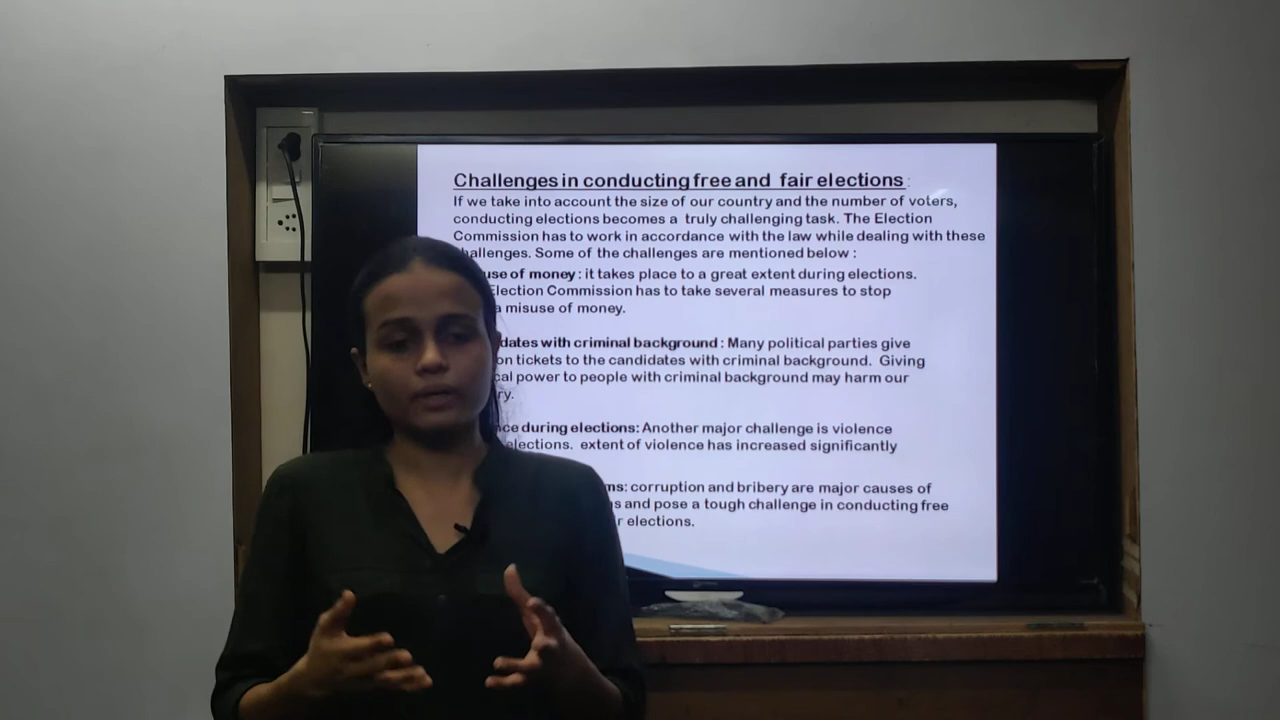 Challenges in conducting free and fair elections :
If we take into account the size of our country and the number of voters,
conducting elections becomes a truly challenging task. The Election
Commission has to work in accordance with the law while dealing with these
challenges. Some of the challenges are mentioned below :
use of money : it takes place to a great extent during elections.
Election Commission has to take several measures to stop
a misuse of money.
dates with criminal background : Many political parties give
on tickets to the candidates with criminal background. Giving
cal power to people with criminal background may harm our
ry.
ce during elections: Another major challenge is violence
elections. extent of violence has increased significantly
ms: corruption and bribery are major causes of
s and pose a tough challenge in conducting free
r elections.